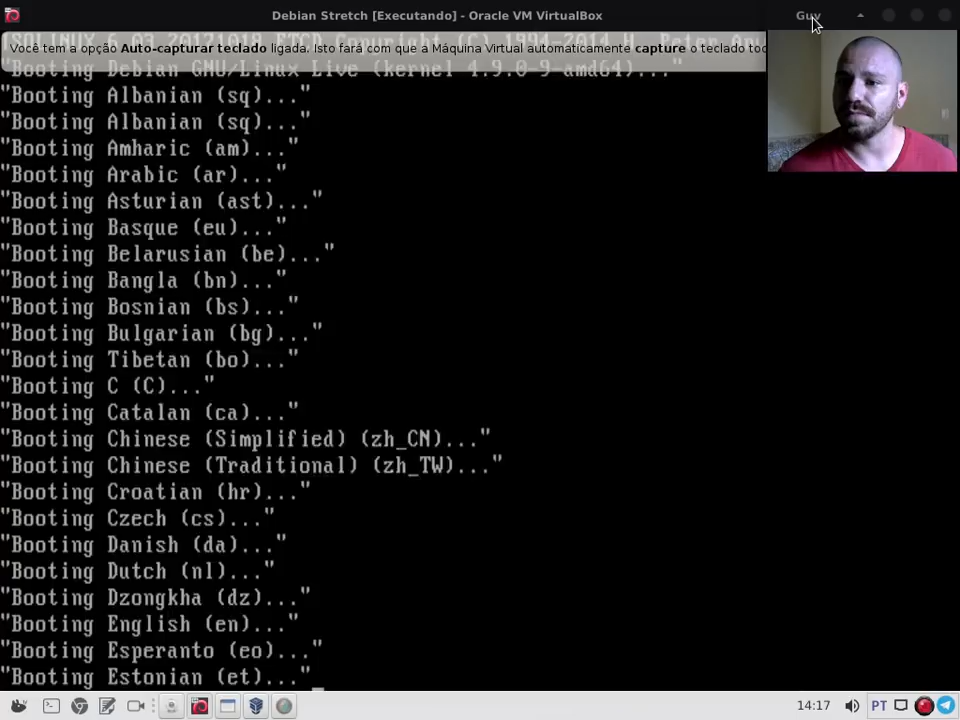 Debian Stretch [Executando] - Oracle VM VirtualBox
Guv
Você tem a opção Auto-capturar teclado ligada. Isto fará com que a Máquina Virtual automaticamente capture o teclado
"Booting Debian GNU/Linux Live (kernel 4.9.0-9-amd64)..."
"Booting Albanian (sq)..."
"Booting Albanian (sq)..."
"Booting Amharic (am)..."
"Booting Arabic (ar)..."
"Booting Asturian (ast)..."
"Booting Basque (eu)..."
"Booting Belarusian (be)..."
"Booting Bangla (bn)..."
"Booting Bosnian (bs)..."
"Booting Bulgarian (bg)..."
"Booting Tibetan (bo)..."
"Booting C (C)..."
"Booting Catalan (ca)..."
"Booting Chinese (Simplified) (zh_CN)..."
"Booting Chinese (Traditional) (zh_TW)..."
"Booting Croatian (hr)..."
"Booting Czech (cs)..."
"Booting Danish (da)..."
"Booting Dutch (nl)..."
"Booting Dzongkha (dz)..."
"Booting English (en)..."
"Booting Esperanto (eo)..."
"Booting Estonian (et)..."
14:17 PT